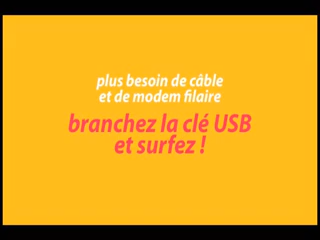 plus besoin de câble
et de modem filaire
branchez la clé USB
et surfez !